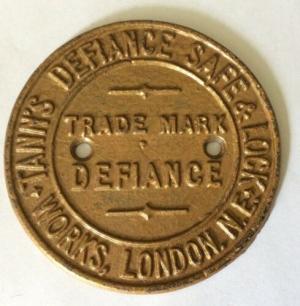 TANN'S DEFIANCE SAFE & LOCK
WORKS, LONDON, N.
TRADE MARK
DEFIANCE